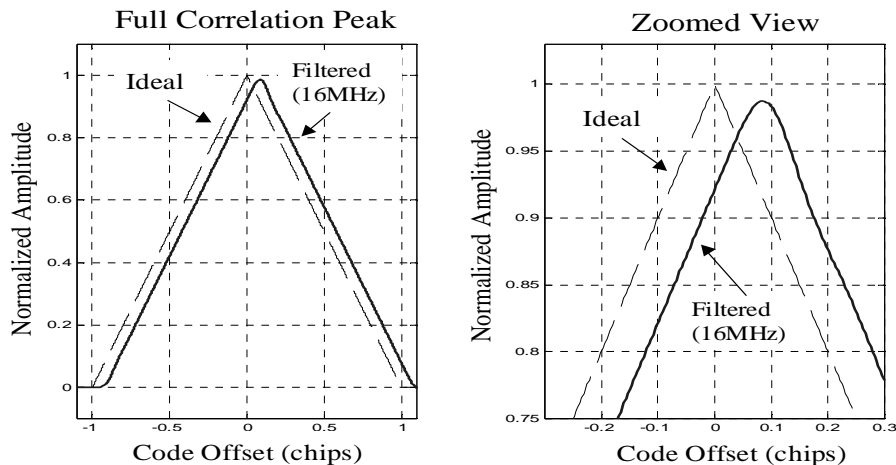 Full Correlation Peak
Normalized Amplitude
1
0.8
0.6
0.4
0.2
0
-1
-0.5
0
0.5
1
Code Offset (chips)
Ideal
Filtered
(16MHz)
Zoomed View
Normalized Amplitude
1
0.95
0.9
0.85
0.8
0.75
-0.2
-0.1
0
0.1
0.2
0.3
Code Offset (chips)
Ideal
Filtered
(16MHz)